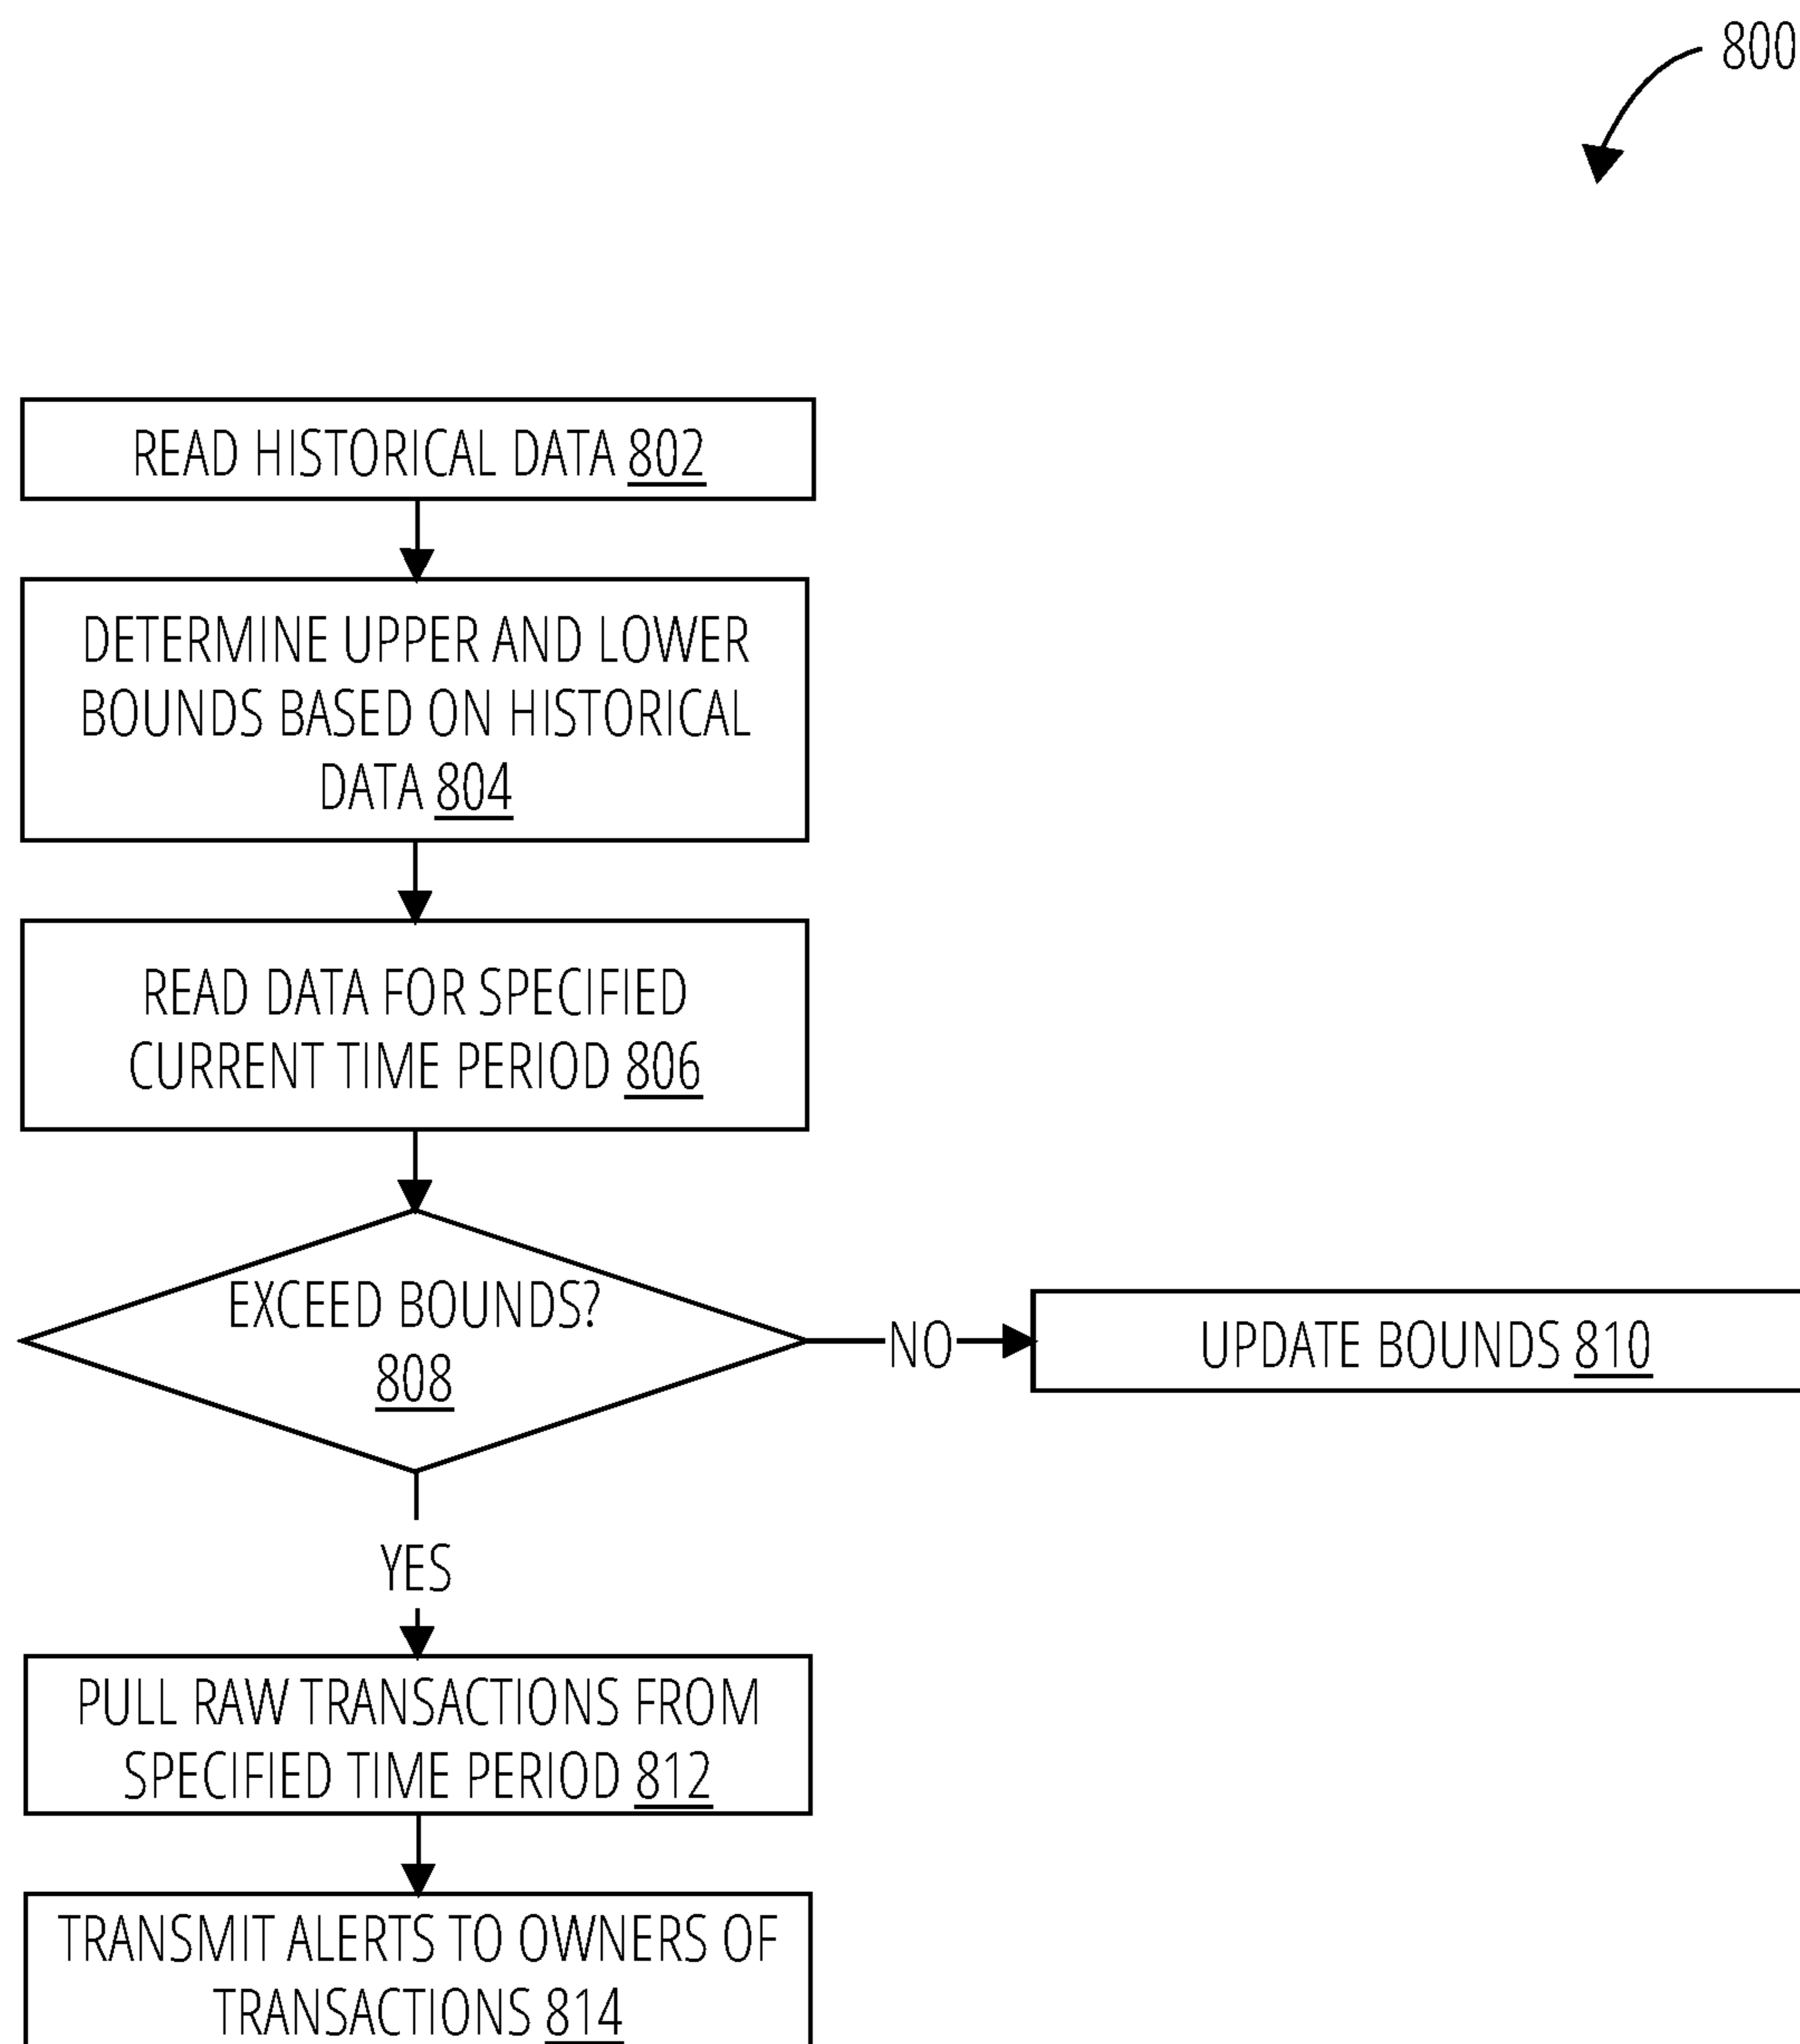 800
READ HISTORICAL DATA 802
DETERMINE UPPER AND LOWER
BOUNDS BASED ON HISTORICAL
DATA 804
READ DATA FOR SPECIFIED
CURRENT TIME PERIOD 806
EXCEED BOUNDS?
808
NO
UPDATE BOUNDS 810
YES
PULL RAW TRANSACTIONS FROM
SPECIFIED TIME PERIOD 812
TRANSMIT ALERTS TO OWNERS OF
TRANSACTIONS 814